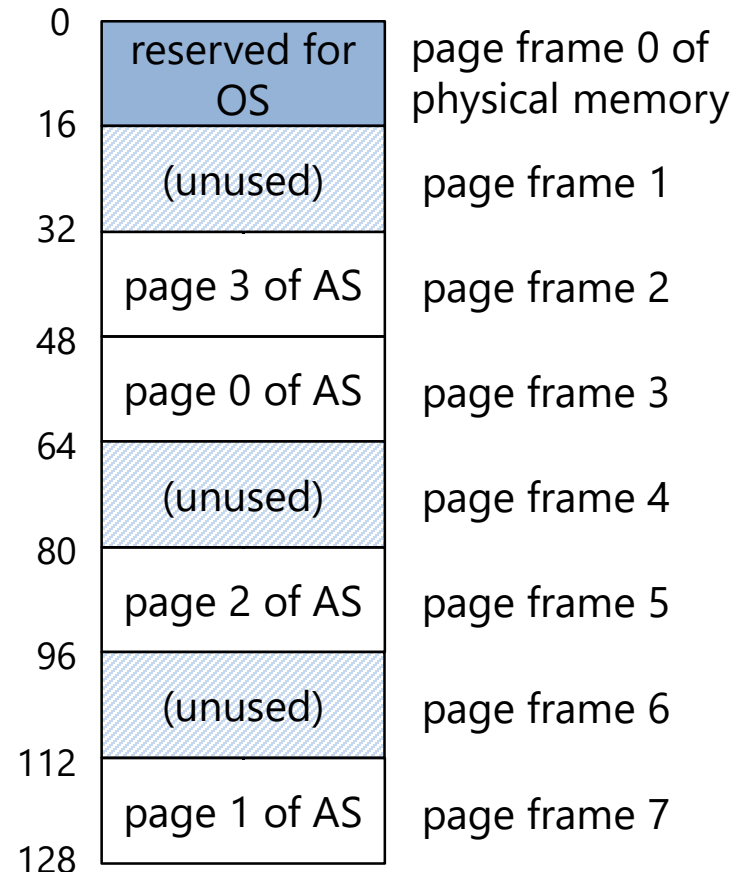 0
reserved for
OS
page frame 0 of
physical memory
16
(unused)
page frame 1
32
page 3 of AS
page frame 2
48
page 0 of AS
page frame 3
64
(unused)
page frame 4
80
page 2 of AS
page frame 5
96
(unused)
page frame 6
112
page 1 of AS
page frame 7
128